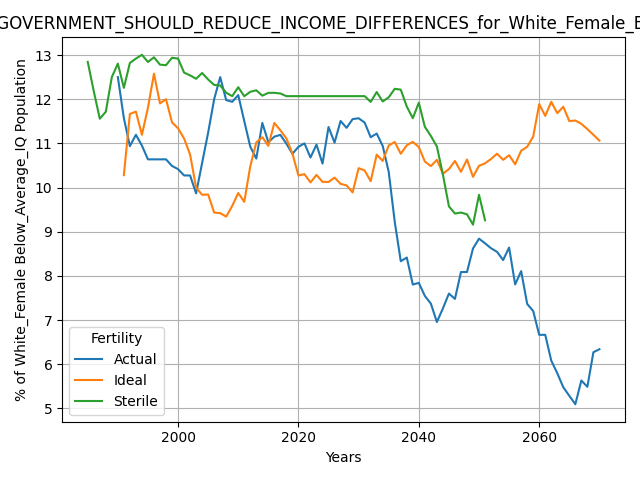 GOVERNMENT_SHOULD_REDUCE_INCOME_DIFFERENCES_for_White_Female_B
% of White_Female Below_Average_IQ Population
13
12
11
10
9
8
7
6
5
Fertility
Actual
Ideal
Sterile
2000 2020 2040 2060
Years